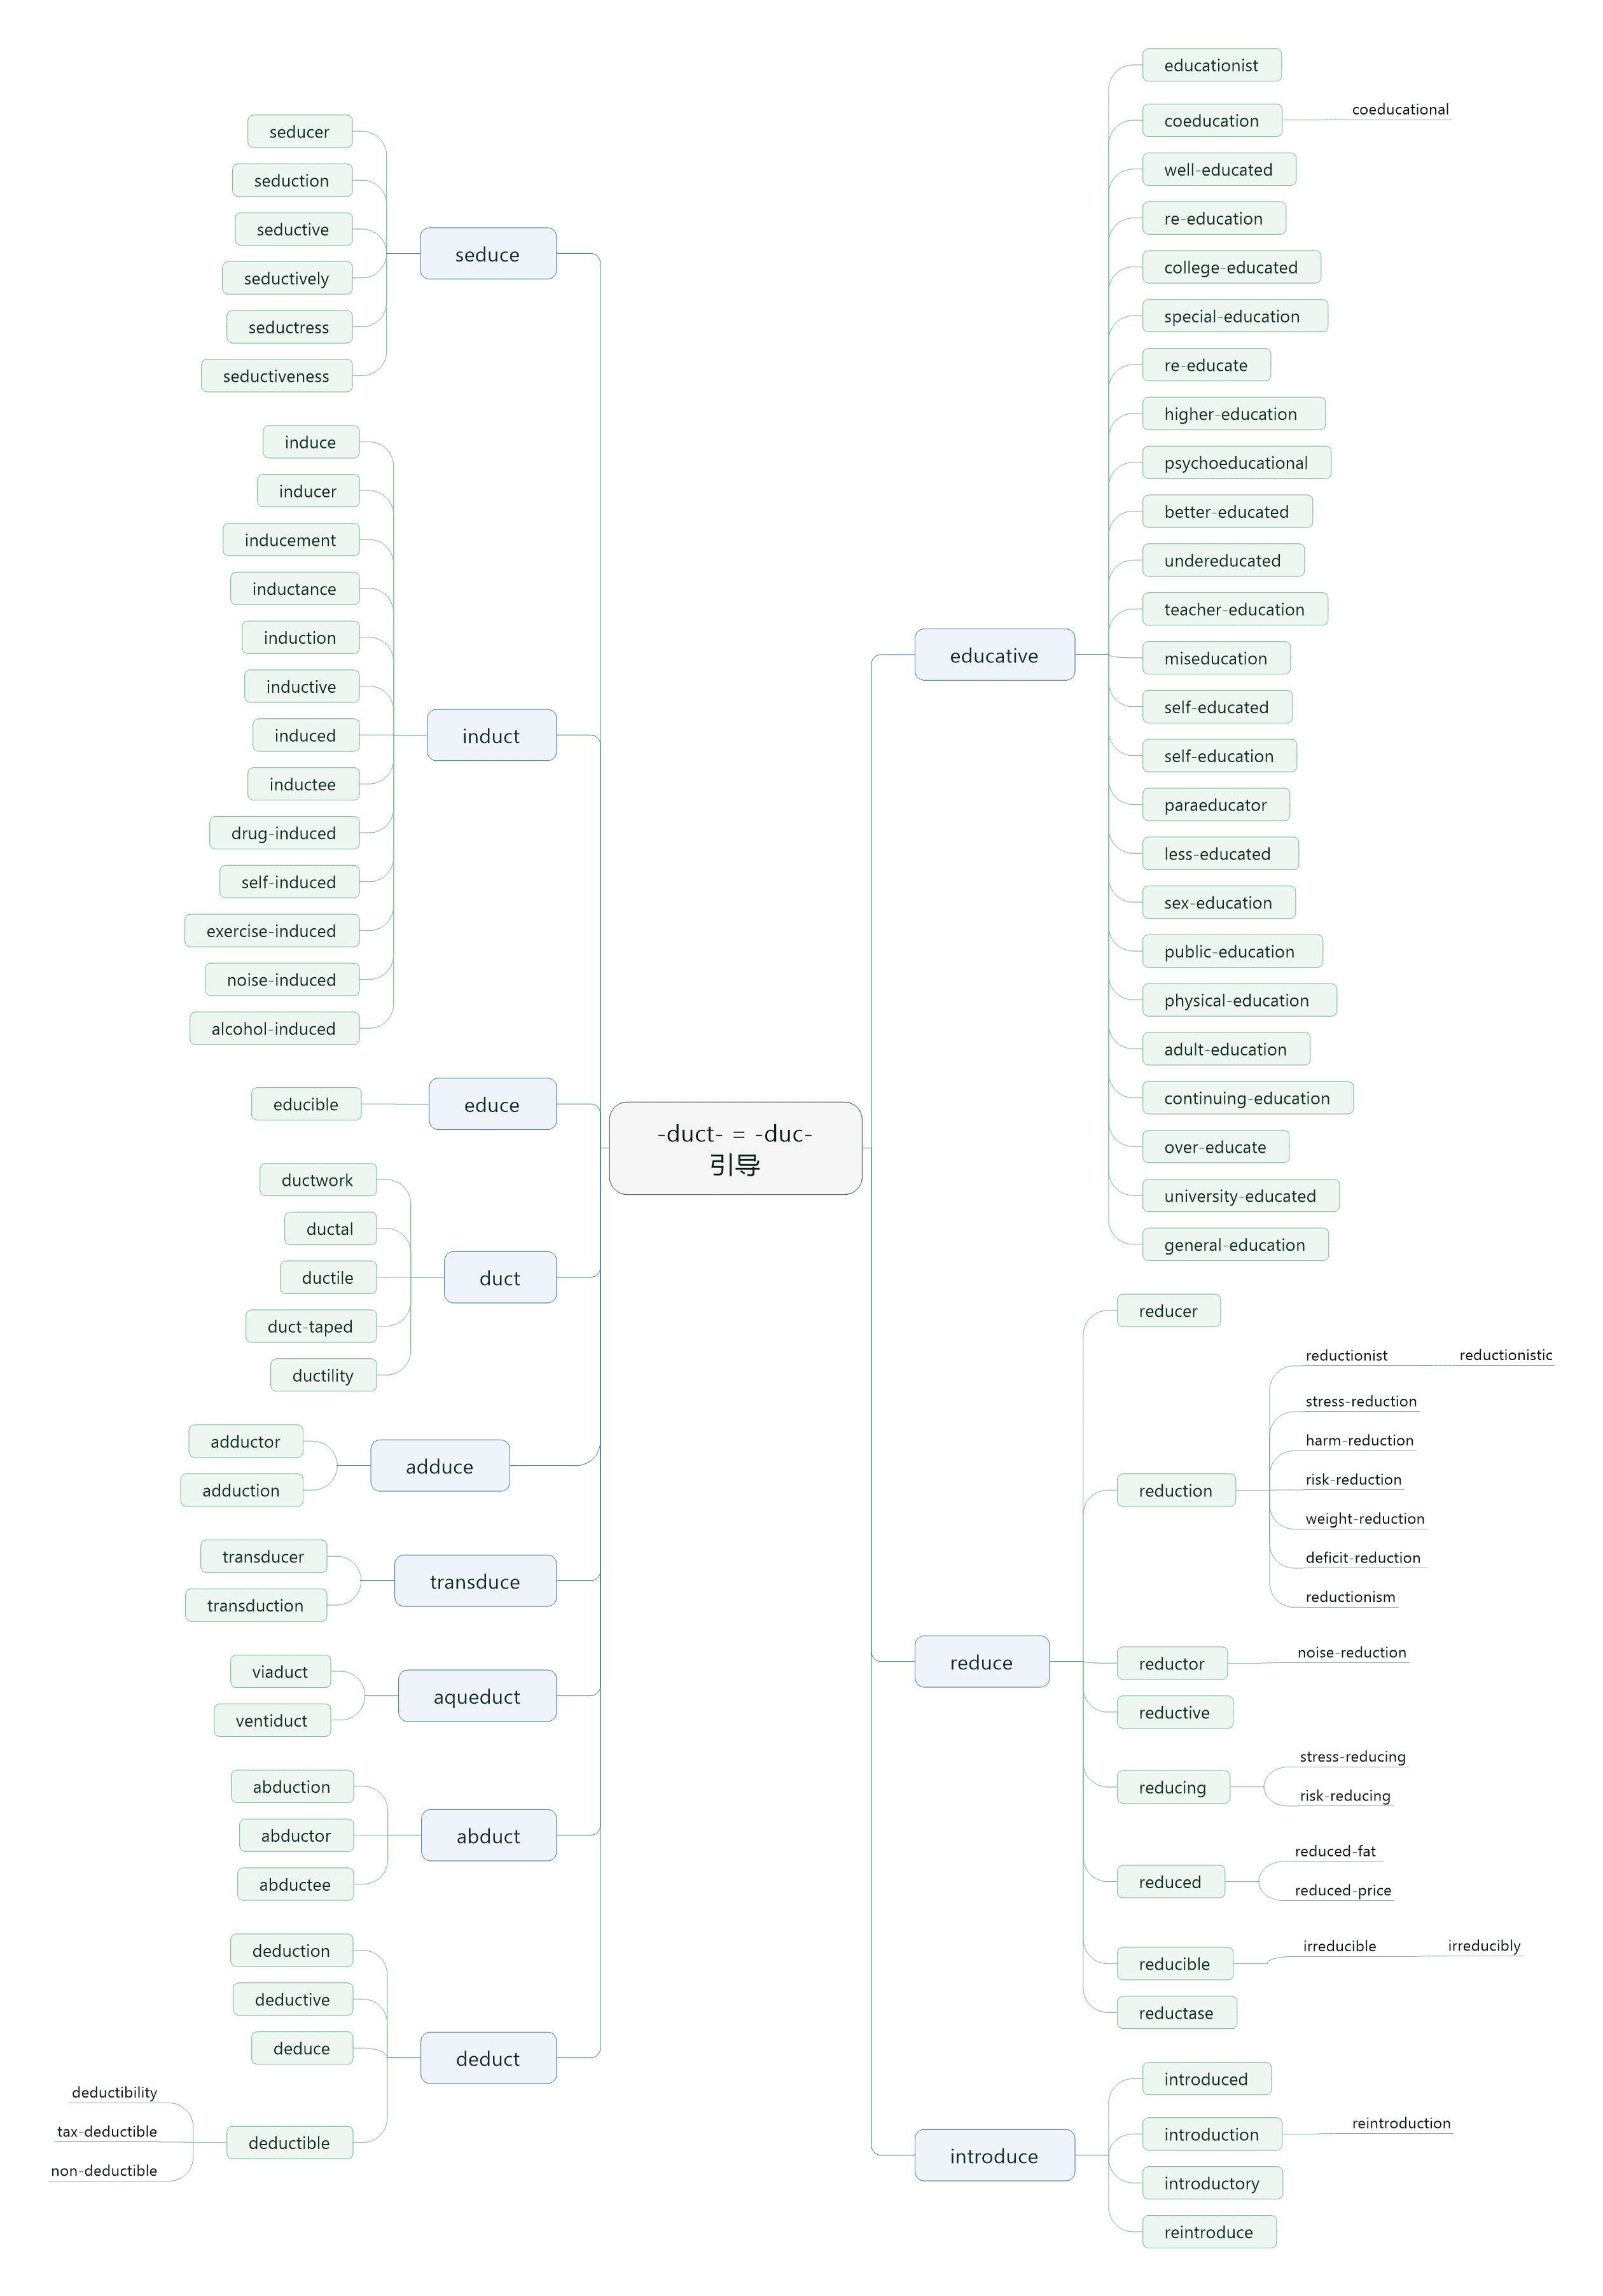 -duct- = -duc-
引导
educative
educationist
coeducation
coeducational
well-educated
re-education
college-educated
special-education
re-educate
higher-education
psychoeducational
better-educated
undereducated
teacher-education
miseducation
self-educated
self-education
paraeducator
less-educated
sex-education
public-education
physical-education
adult-education
continuing-education
over-educate
university-educated
general-education
reduce
reducer
reduction
reductionist
reductionistic
stress-reduction
harm-reduction
risk-reduction
weight-reduction
deficit-reduction
reductionism
reductor
noise-reduction
reductive
reducing
stress-reducing
risk-reducing
reduced
reduced-fat
reduced-price
reducible
irreducible
irreducibly
reductase
introduce
introduced
introduction
reintroduction
introductory
reintroduce
seduce
seducer
seduction
seductive
seductively
seductress
seductiveness
induct
induce
inducer
inducement
inductance
induction
inductive
induced
inductee
drug-induced
self-induced
exercise-induced
noise-induced
alcohol-induced
educe
educible
duct
ductwork
ductal
ductile
duct-taped
ductility
adduce
adductor
adduction
transduce
transducer
transduction
aqueduct
viaduct
ventiduct
abduct
abduction
abductor
abductee
deduct
deduction
deductive
deduce
deductible
deductibility
tax-deductible
non-deductible